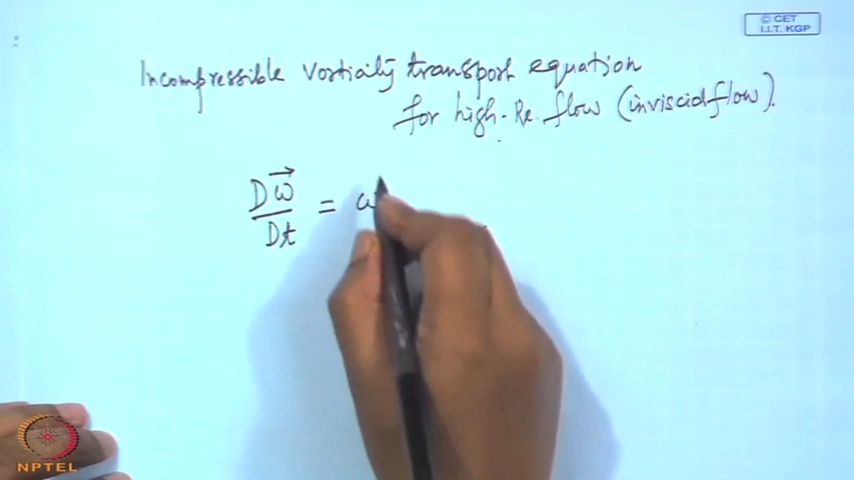 © CET
I.I.T. KGP
Incompressible Vorticity transport equation
for high-Re. flow (inviscid flow).
Dω⃗/Dt = ω
NPTEL